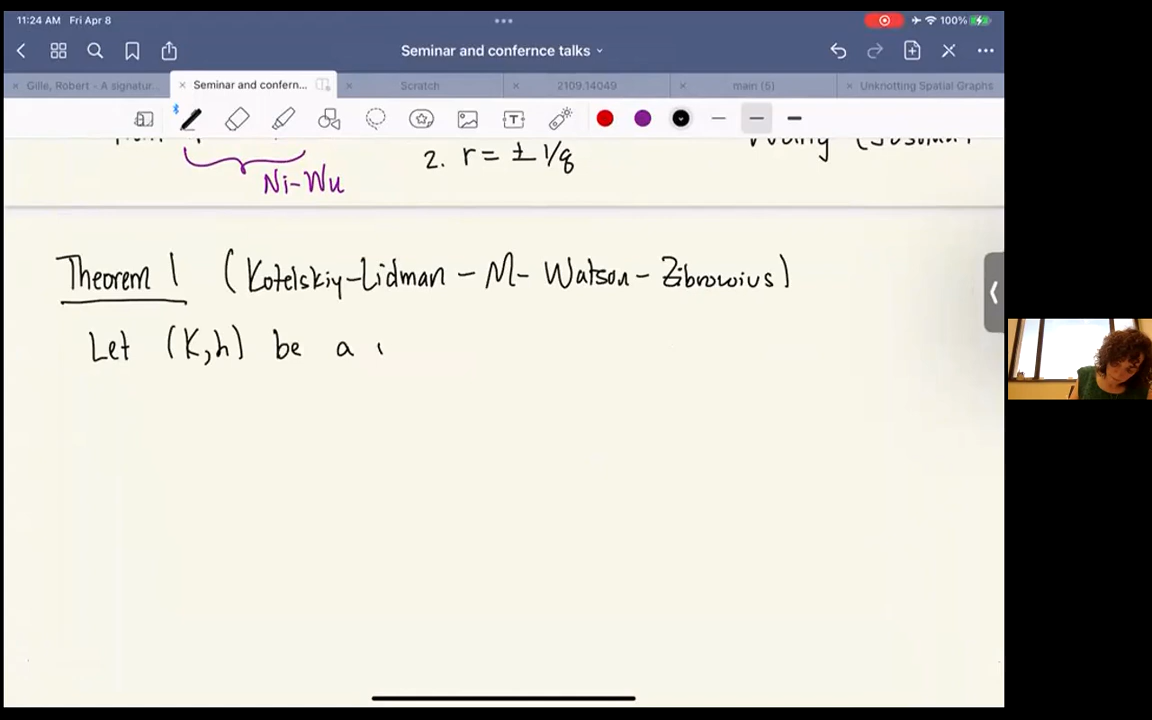 11:24 AM Fri Apr 8
100%
Seminar and confernce talks
Gille, Robert - A signatur...
Seminar and confern...
Scratch
2109.14049
main (5)
Unknotting Spatial Graphs
2. r = ± 1/q
Ni-Wu
Theorem 1 (Kotelskiy-Lidman - M- Watson - Zibrowius)
Let (K,h) be a